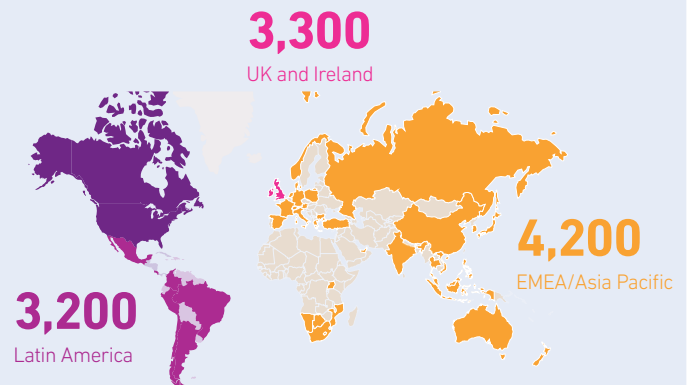 3,300
UK and Ireland
4,200
EMEA/Asia Pacific
3,200
Latin America